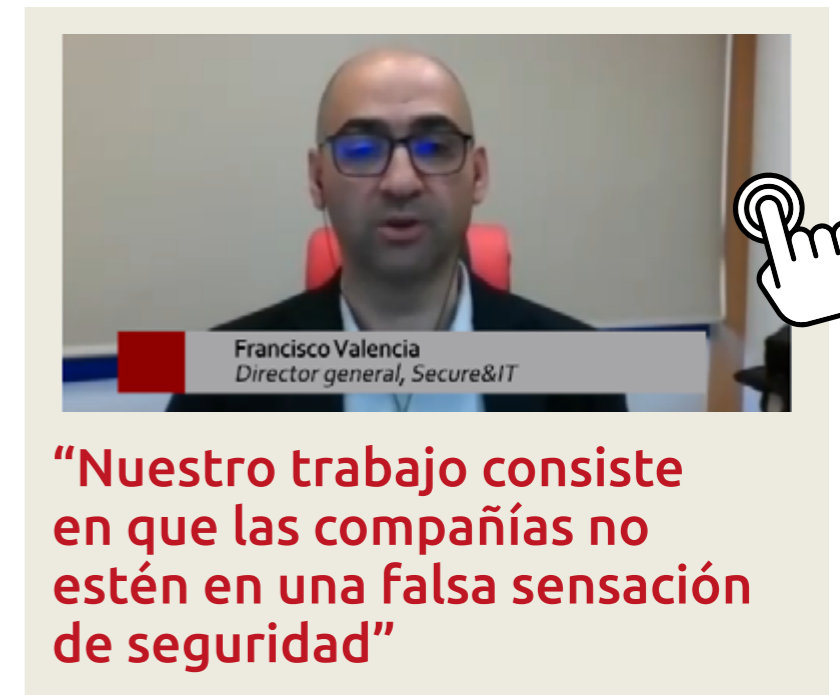 Francisco Valencia
Director general, Secure&IT
“Nuestro trabajo consiste
en que las compañías no
estén en una falsa sensación
de seguridad”